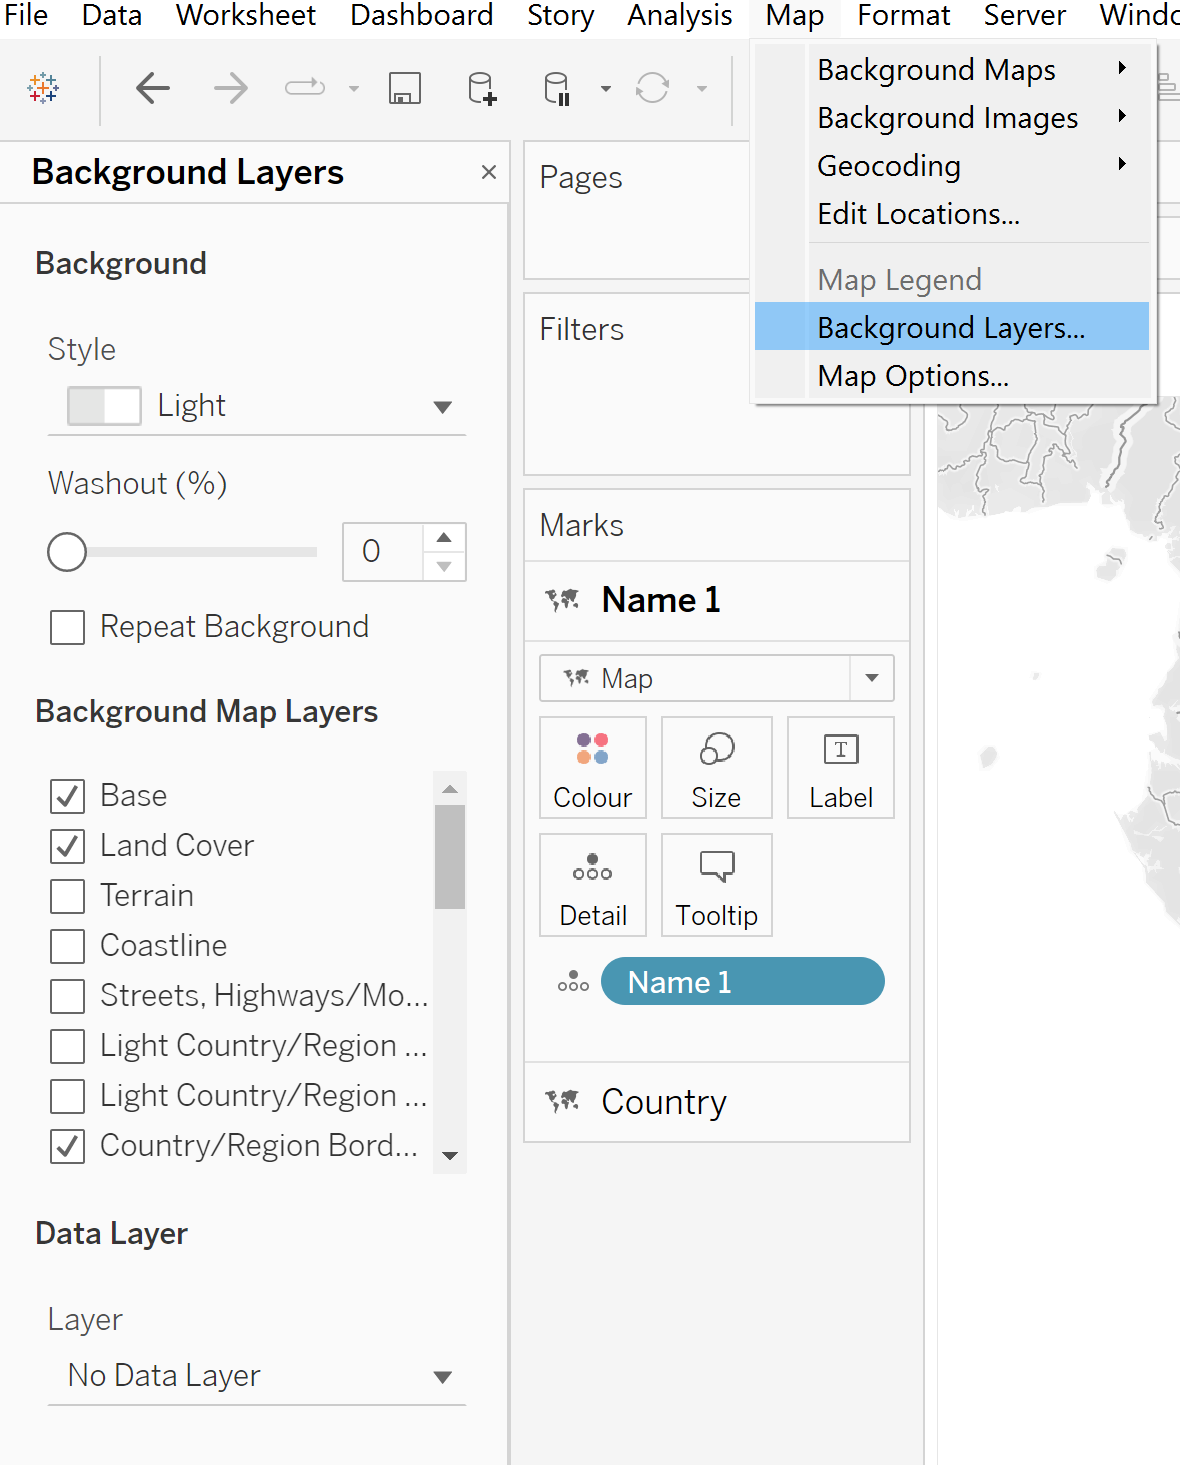 File Data Worksheet Dashboard Story Analysis Map Format Server
Background Maps
Background Images
Geocoding
Edit Locations...
Map Legend
Background Layers...
Map Options...
Background Layers
Background
Style
Light
Washout (%)
0
Repeat Background
Background Map Layers
Base
Land Cover
Terrain
Coastline
Streets, Highways/Mo...
Light Country/Region ...
Light Country/Region ...
Country/Region Bord...
Data Layer
Layer
No Data Layer
Pages
Filters
Marks
Name 1
Map
Colour Size Label
Detail Tooltip
Name 1
Country